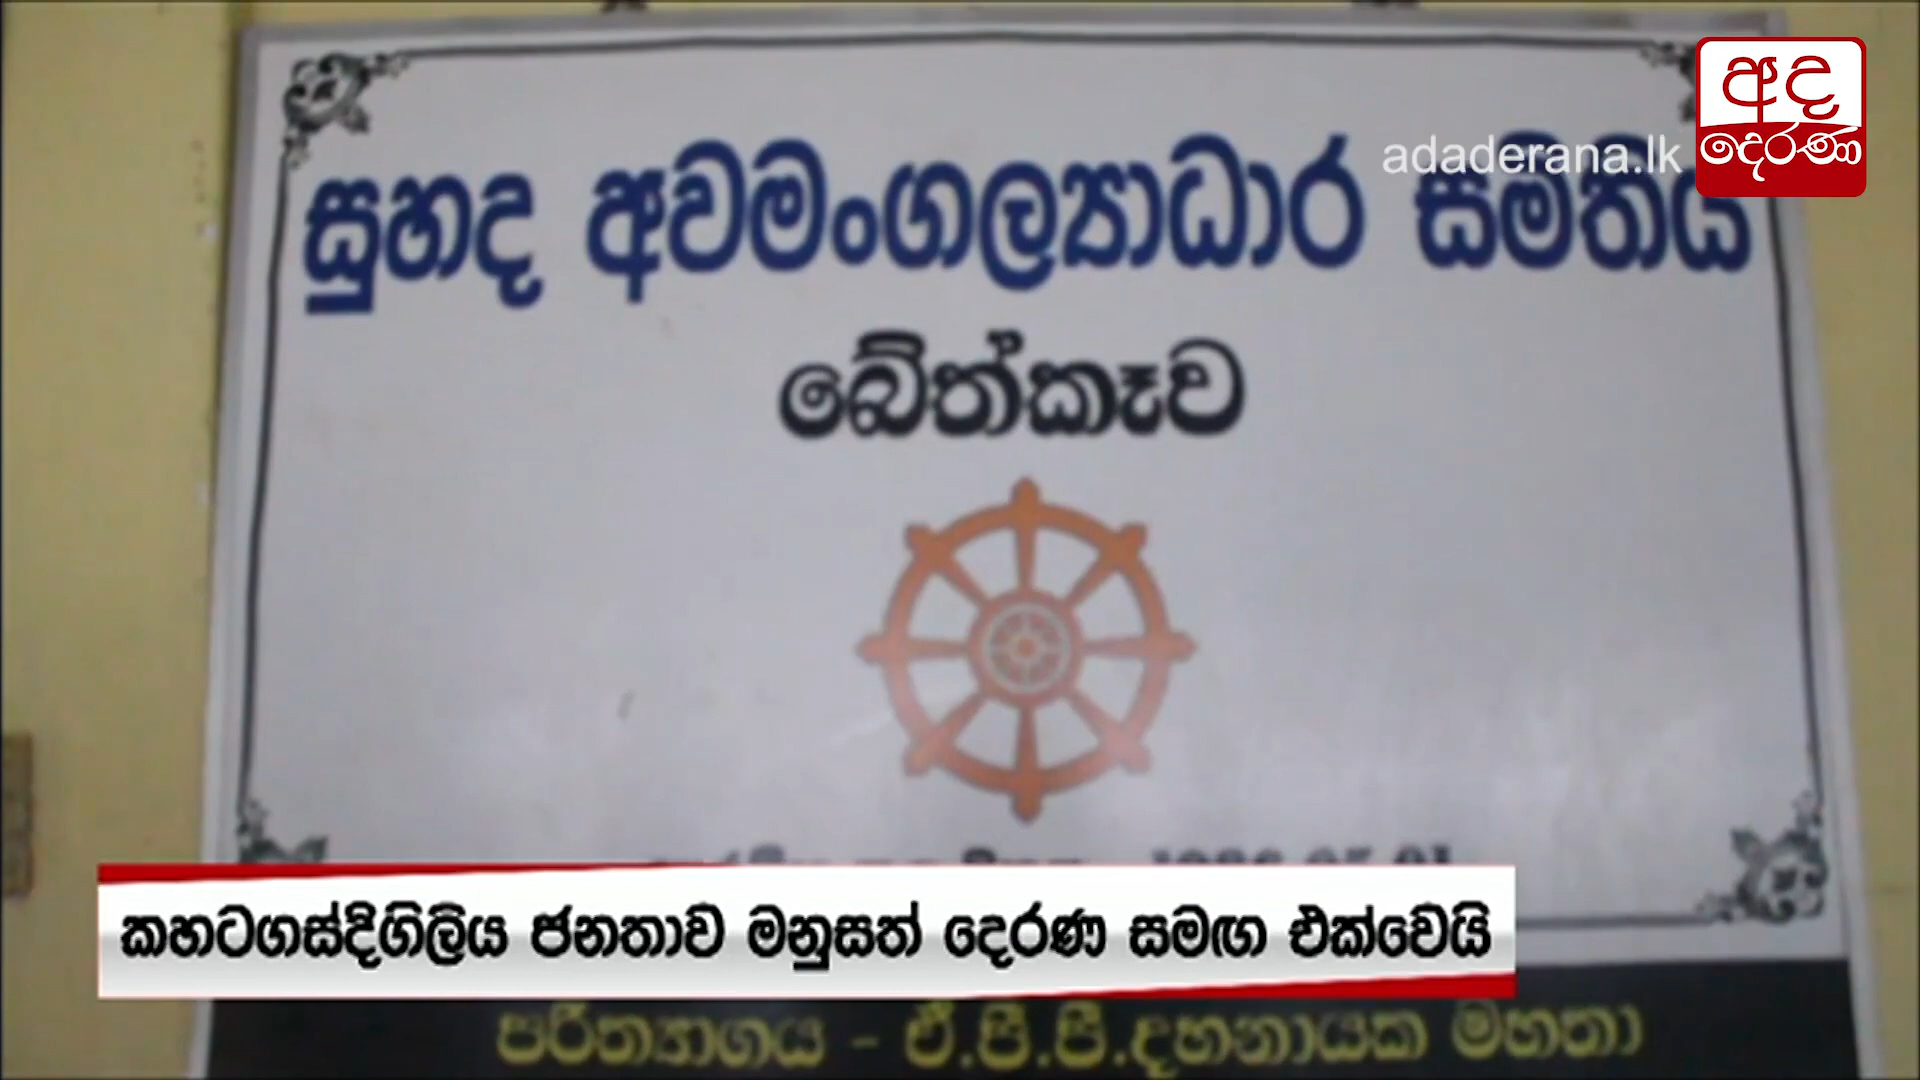 අද
දෙරණ
adaderana.lk
සුහද අවමංගල්‍යාධාර සමිතිය
බේත්කෑව
කහටගස්දිගිලිය ජනතාව මනුසත් දෙරණ සමඟ එක්වෙයි
පරිත්‍යාගය - ඒ.පී.පී.දහනායක මහතා